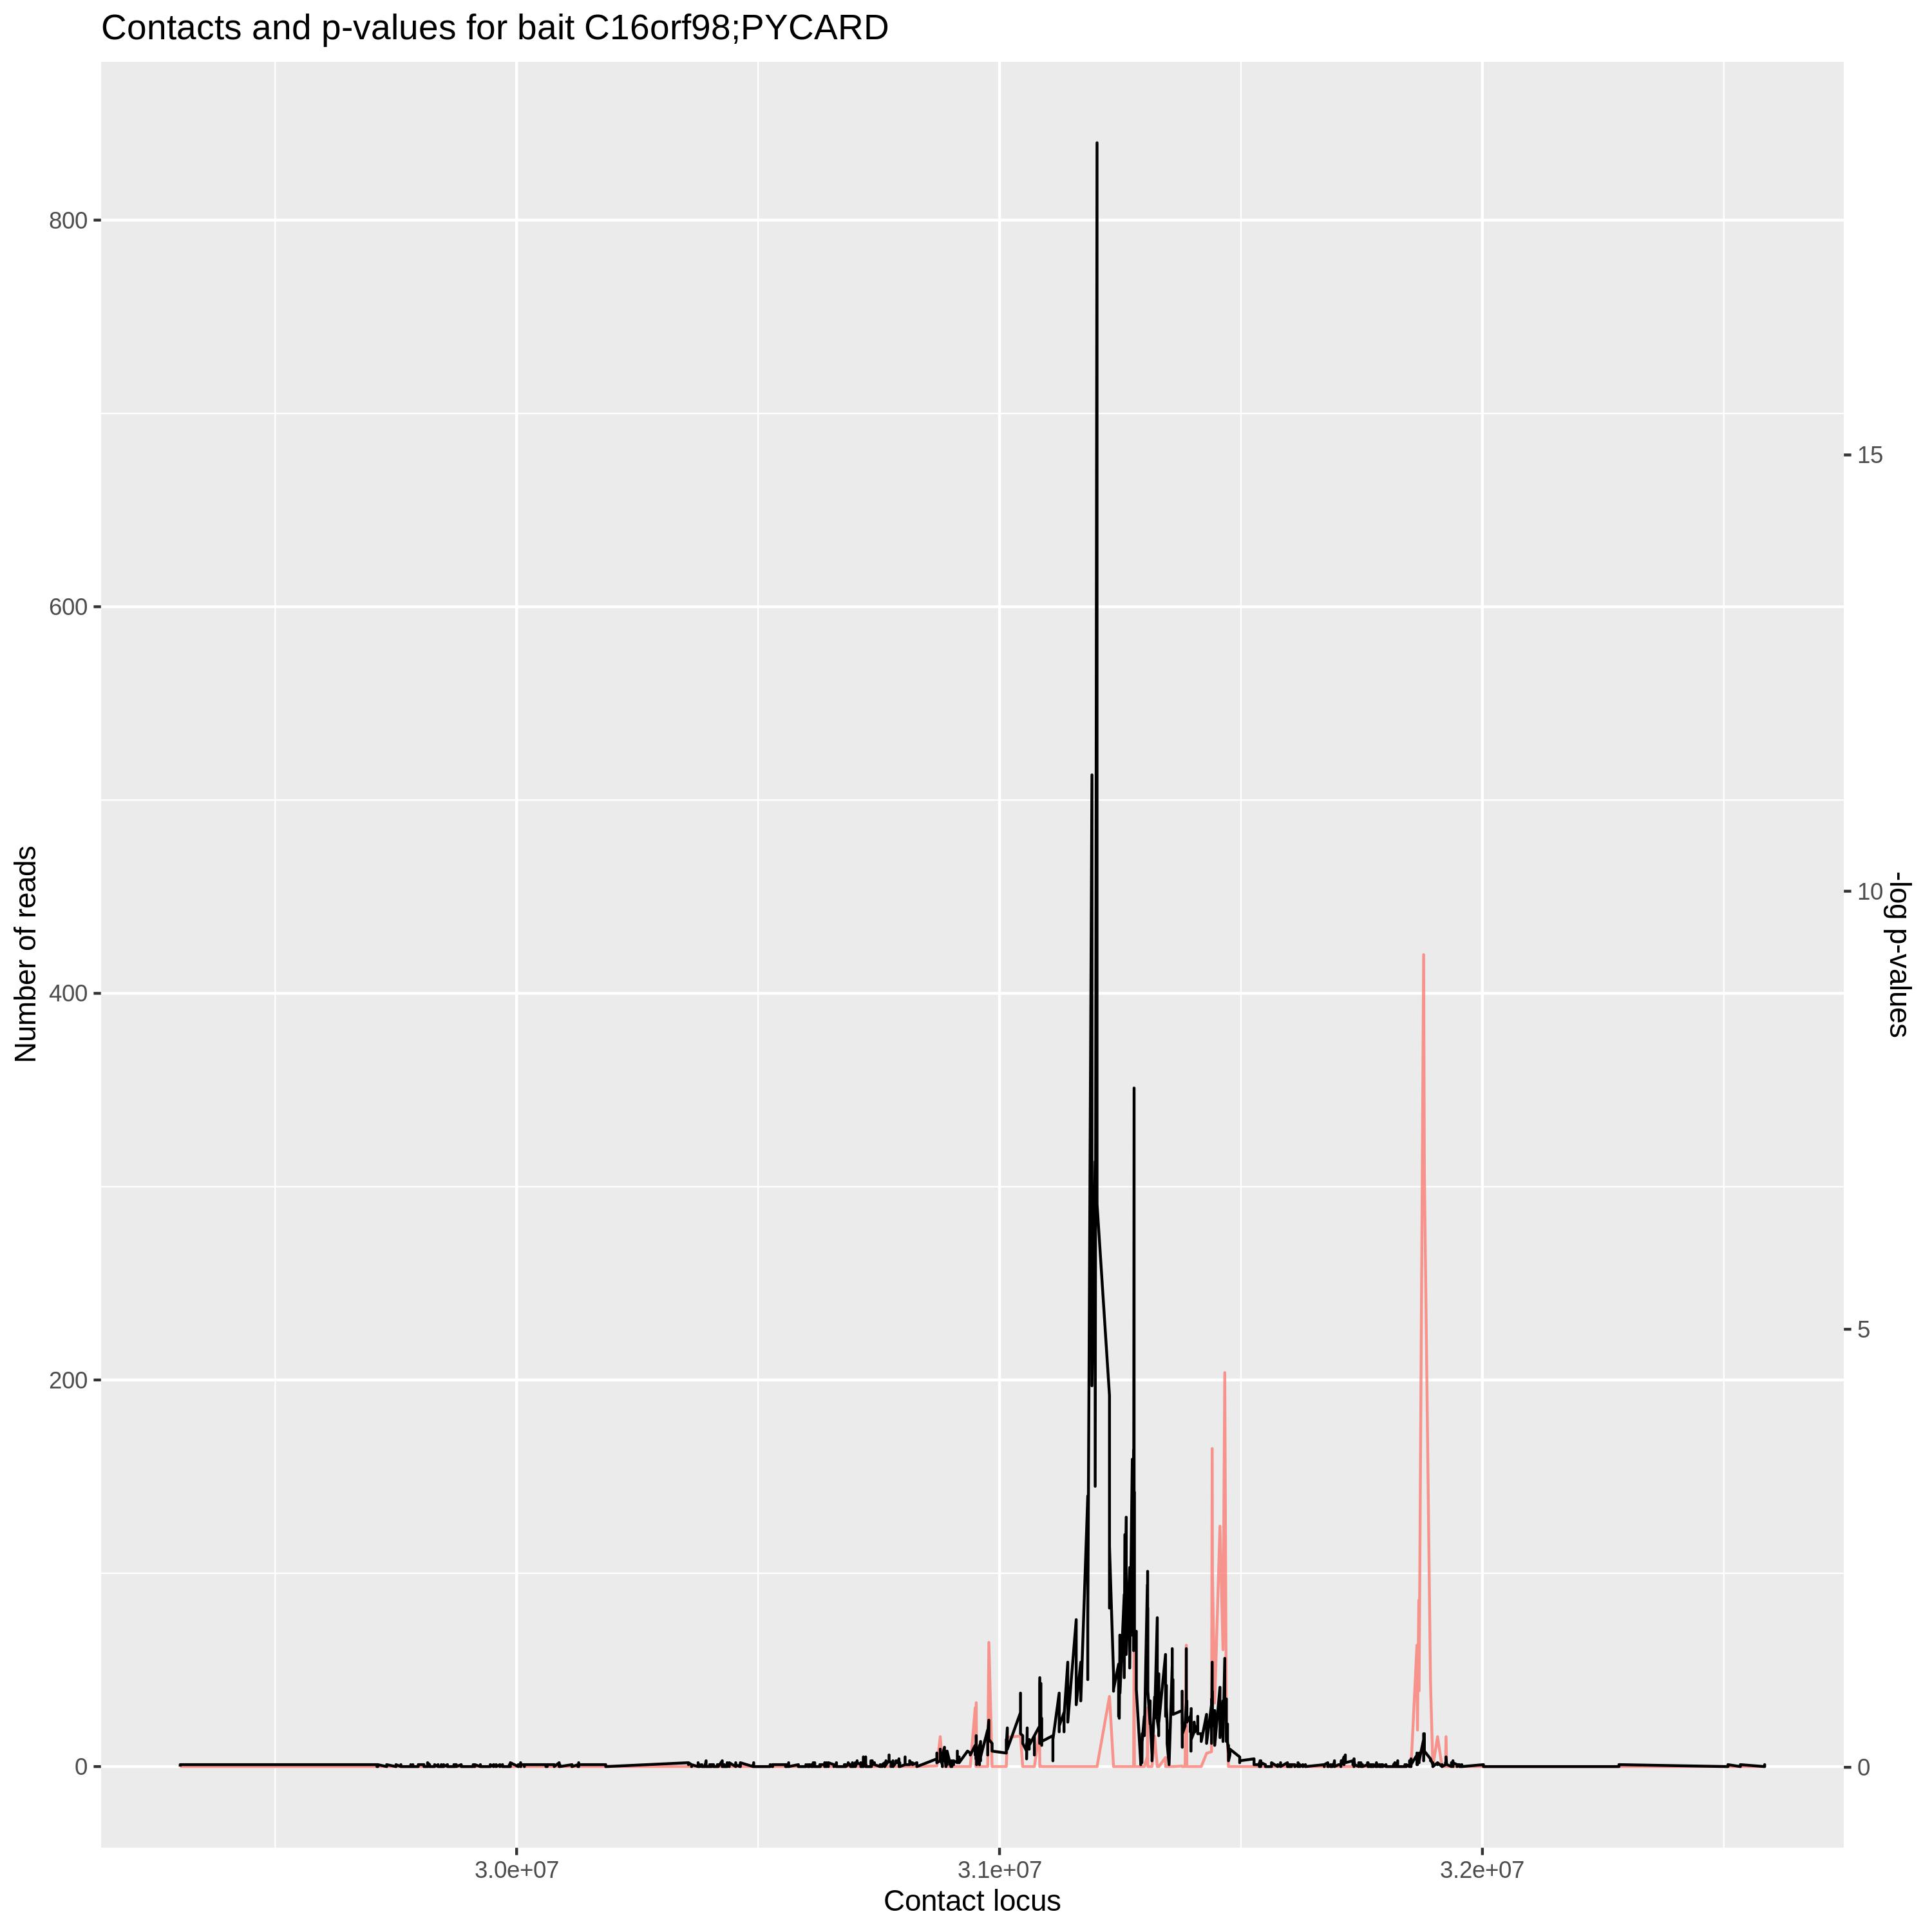 Contacts and p-values for bait C16orf98;PYCARD
Number of reads
800
600
400
200
0
15
10
5
0
-log p-values
3.0e+07
3.1e+07
3.2e+07
Contact locus